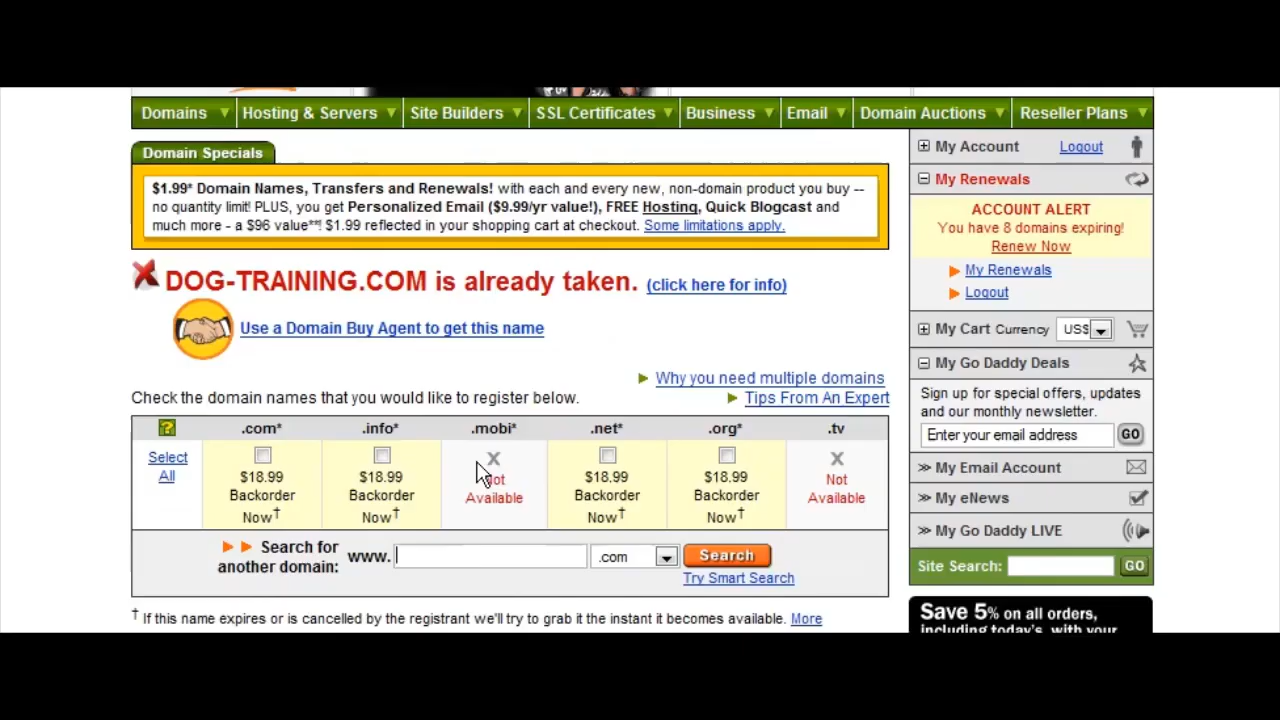 Domains Hosting & Servers Site Builders SSL Certificates Business Email Domain Auctions Reseller Plans
Domain Specials
$1.99* Domain Names, Transfers and Renewals! with each and every new, non-domain product you buy --
no quantity limit! PLUS, you get Personalized Email ($9.99/yr value!), FREE Hosting, Quick Blogcast and
much more - a $96 value**! $1.99 reflected in your shopping cart at checkout. Some limitations apply.
DOG-TRAINING.COM is already taken. (click here for info)
Use a Domain Buy Agent to get this name
Why you need multiple domains
Check the domain names that you would like to register below.
Tips From An Expert
? .com* .info* .mobi* .net* .org* .tv
Select All
$18.99 Backorder Now†
$18.99 Backorder Now†
Not Available
$18.99 Backorder Now†
$18.99 Backorder Now†
Not Available
Search for
another domain:
www. .com Search
Try Smart Search
† If this name expires or is cancelled by the registrant we'll try to grab it the instant it becomes available. More
My Account Logout
My Renewals
ACCOUNT ALERT
You have 8 domains expiring!
Renew Now
My Renewals
Logout
My Cart Currency US$
My Go Daddy Deals
Sign up for special offers, updates
and our monthly newsletter.
Enter your email address GO
My Email Account
My eNews
My Go Daddy LIVE
Site Search: GO
Save 5% on all orders,
including today's, with your